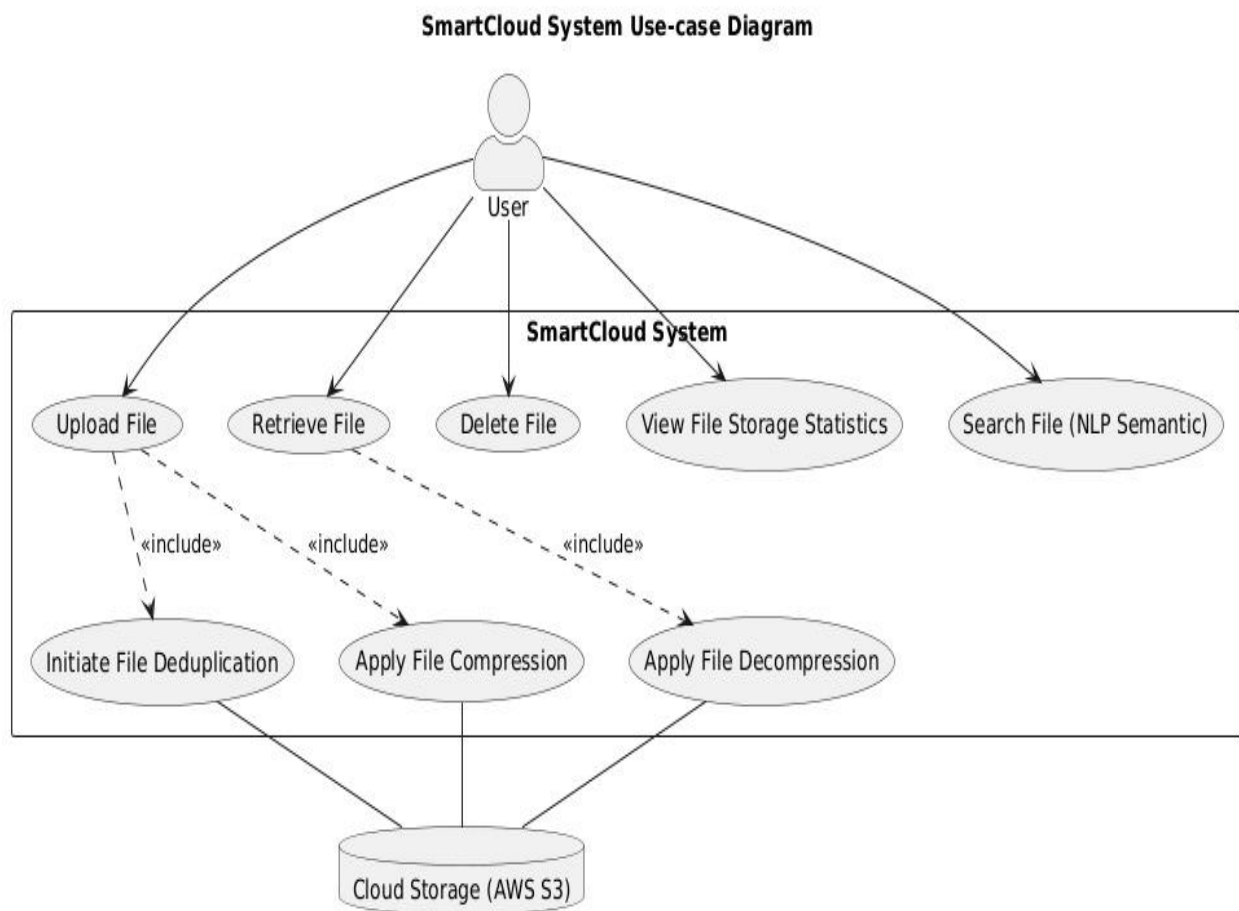 SmartCloud System Use-case Diagram
User
SmartCloud System
Upload File
Retrieve File
Delete File
View File Storage Statistics
Search File (NLP Semantic)
«include»
«include»
«include»
Initiate File Deduplication
Apply File Compression
Apply File Decompression
Cloud Storage (AWS S3)